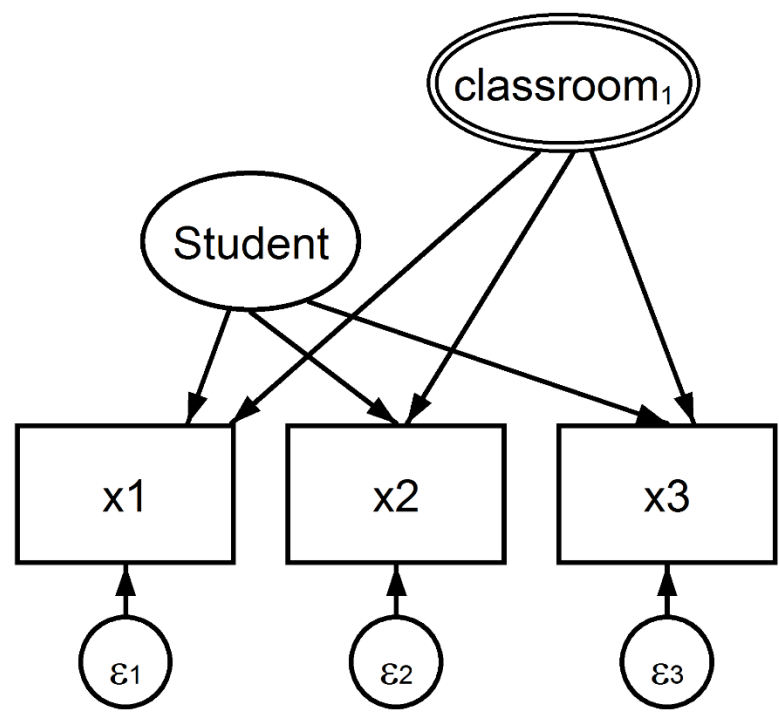 classroom₁
Student
x1
x2
x3
ε1
ε2
ε3